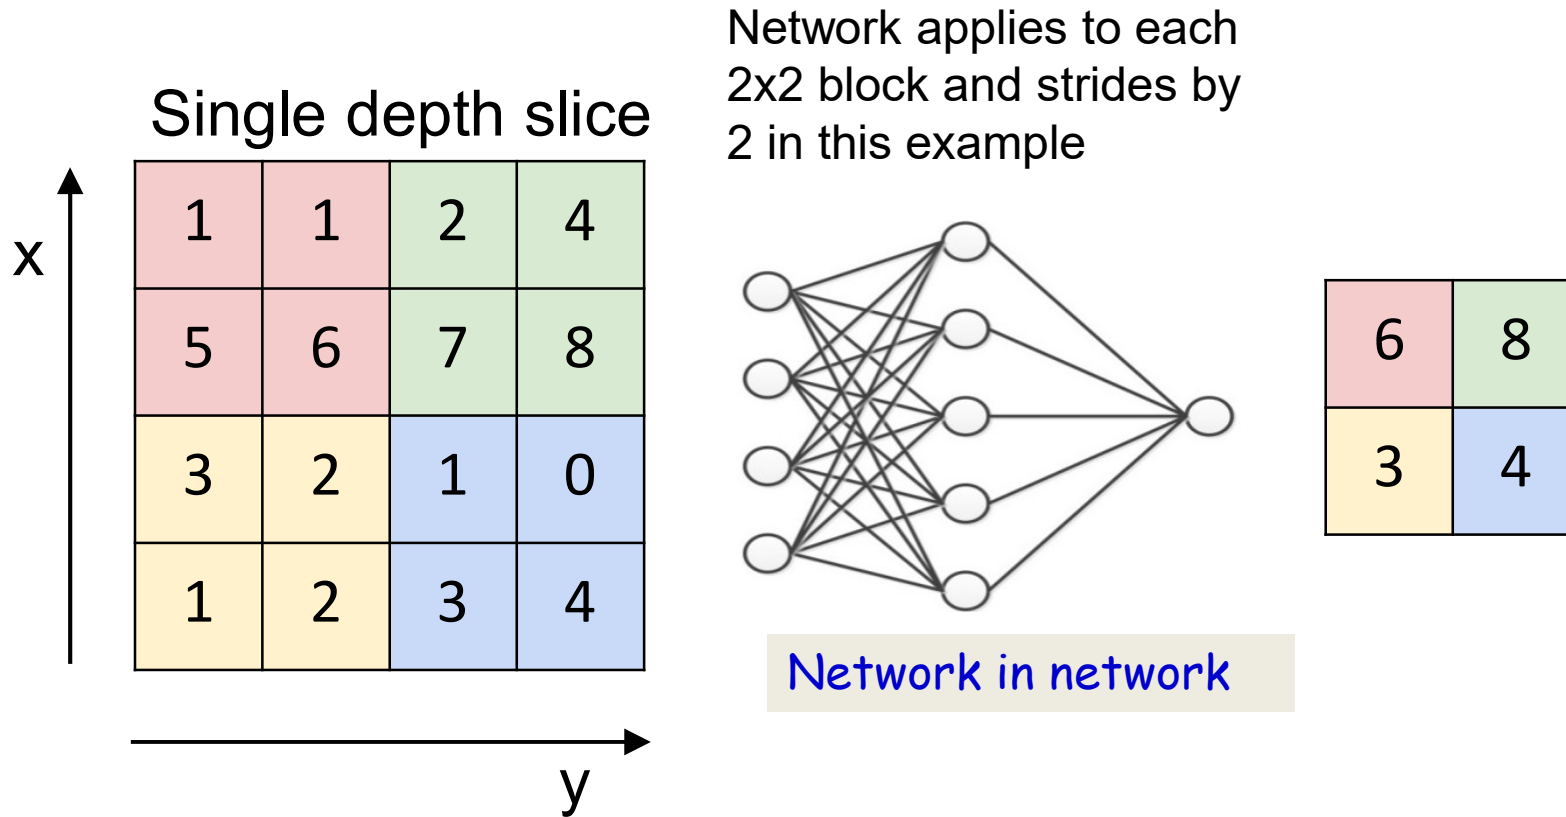 Network applies to each
2x2 block and strides by
2 in this example
Single depth slice
x
1 1 2 4
5 6 7 8
3 2 1 0
1 2 3 4
y
6 8
3 4
Network in network